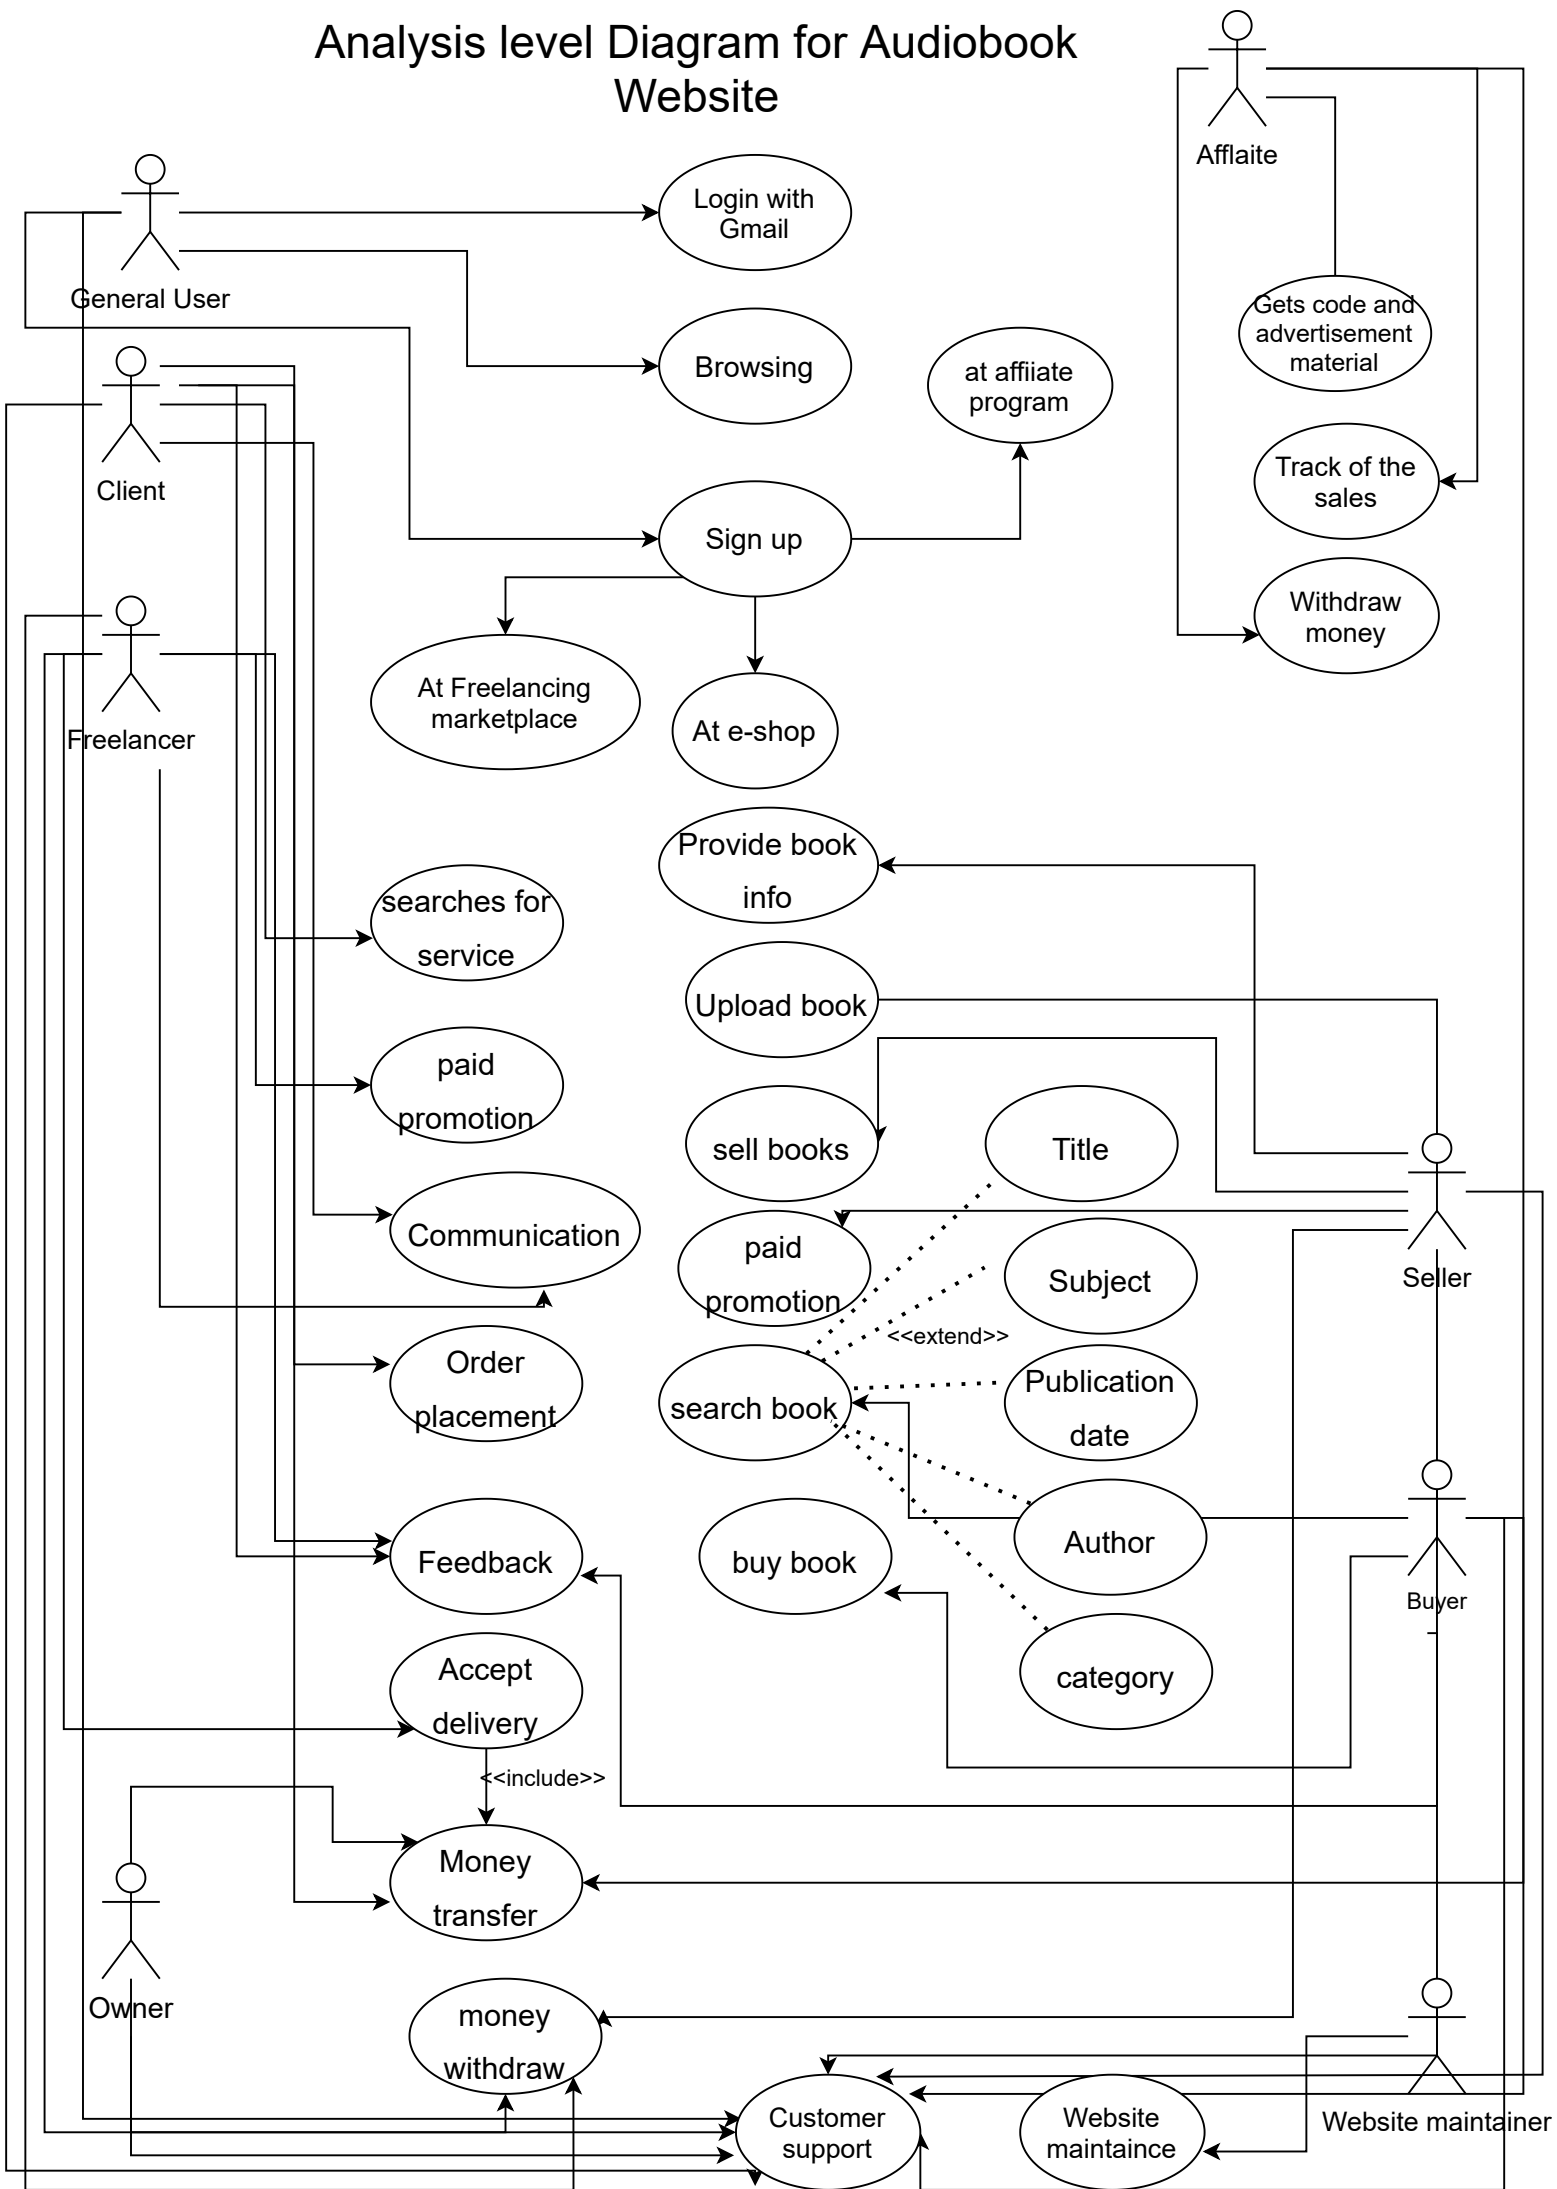 Analysis level Diagram for Audiobook
Website
Afflaite
Login with
Gmail
General User
Gets code and
advertisement
material
Browsing
at affiiate
program
Client
Track of the
sales
Sign up
Withdraw
money
At Freelancing
marketplace
At e-shop
Freelancer
Provide book
info
searches for
service
Upload book
paid
promotion
sell books
Title
Communication
paid
promotion
Subject
Seller
<<extend>>
Order
placement
search book
Publication
date
Feedback
buy book
Author
Buyer
Accept
delivery
category
<<include>>
Money
transfer
Owner
money
withdraw
Customer
support
Website
maintaince
Website maintainer